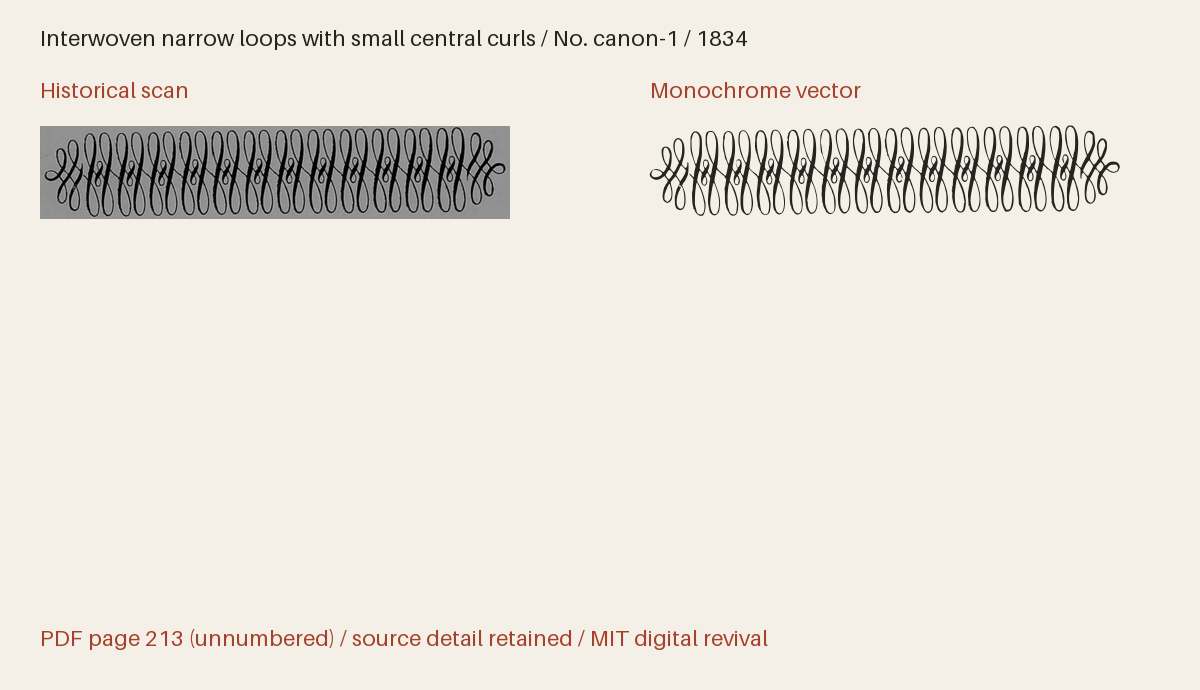 Interwoven narrow loops with small central curls / No. canon-1 / 1834
Historical scan
Monochrome vector
PDF page 213 (unnumbered) / source detail retained / MIT digital revival